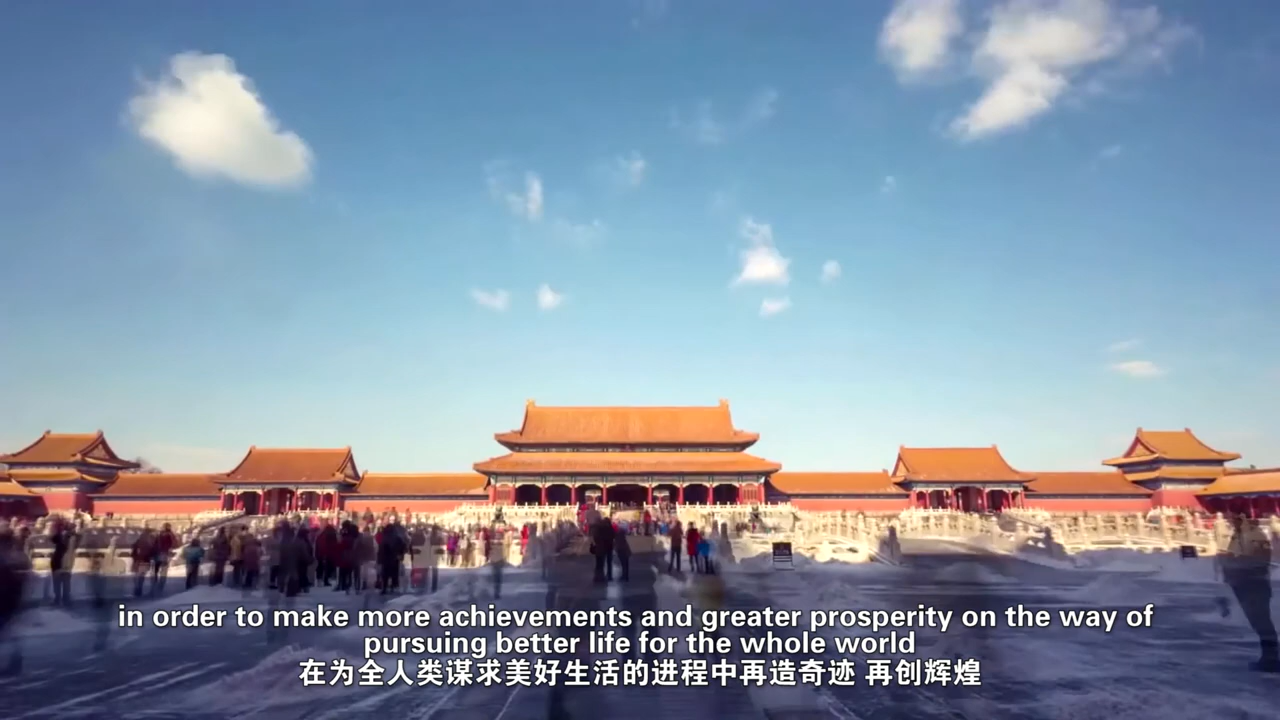 in order to make more achievements and greater prosperity on the way of
pursuing better life for the whole world
在为全人类谋求美好生活的进程中再造奇迹 再创辉煌